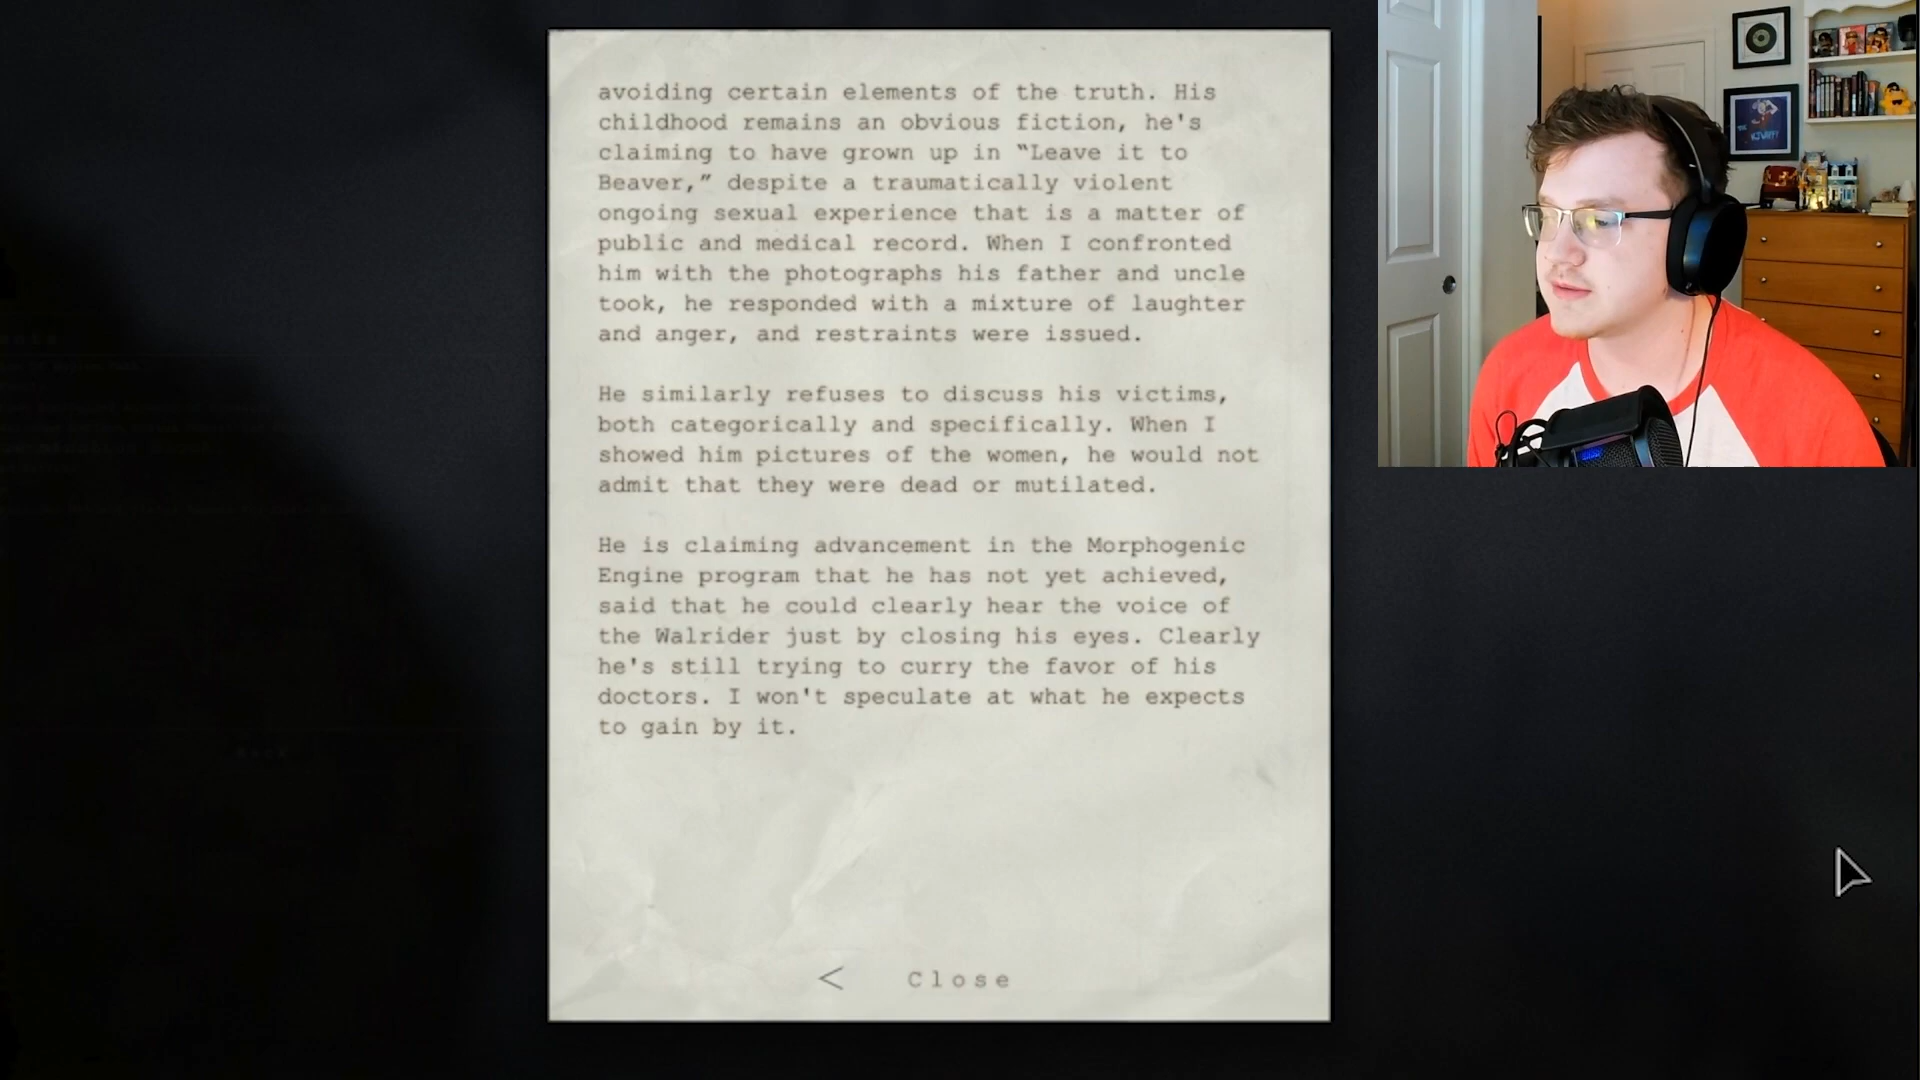 avoiding certain elements of the truth. His
childhood remains an obvious fiction, he's
claiming to have grown up in “Leave it to
Beaver,” despite a traumatically violent
ongoing sexual experience that is a matter of
public and medical record. When I confronted
him with the photographs his father and uncle
took, he responded with a mixture of laughter
and anger, and restraints were issued.
He similarly refuses to discuss his victims,
both categorically and specifically. When I
showed him pictures of the women, he would not
admit that they were dead or mutilated.
He is claiming advancement in the Morphogenic
Engine program that he has not yet achieved,
said that he could clearly hear the voice of
the Walrider just by closing his eyes. Clearly
he's still trying to curry the favor of his
doctors. I won't speculate at what he expects
to gain by it.
< Close